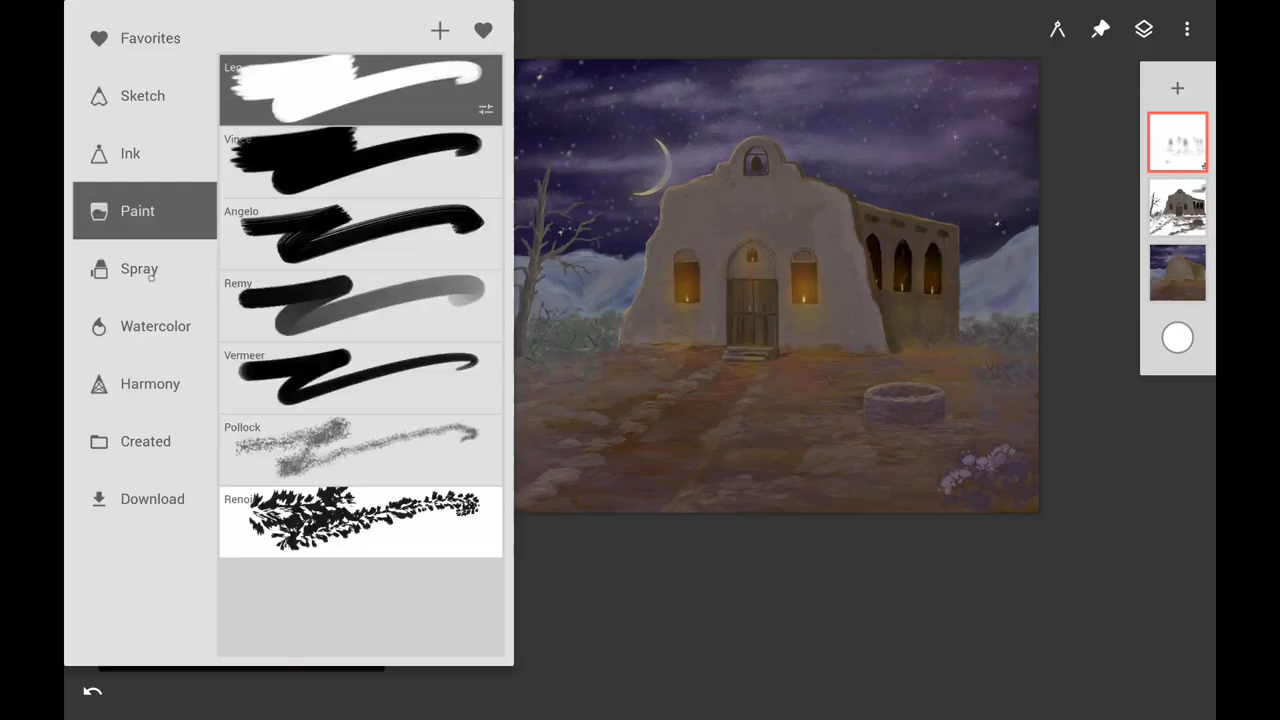 Favorites
Sketch
Ink
Paint
Spray
Watercolor
Harmony
Created
Download
Angelo
Remy
Vermeer
Pollock